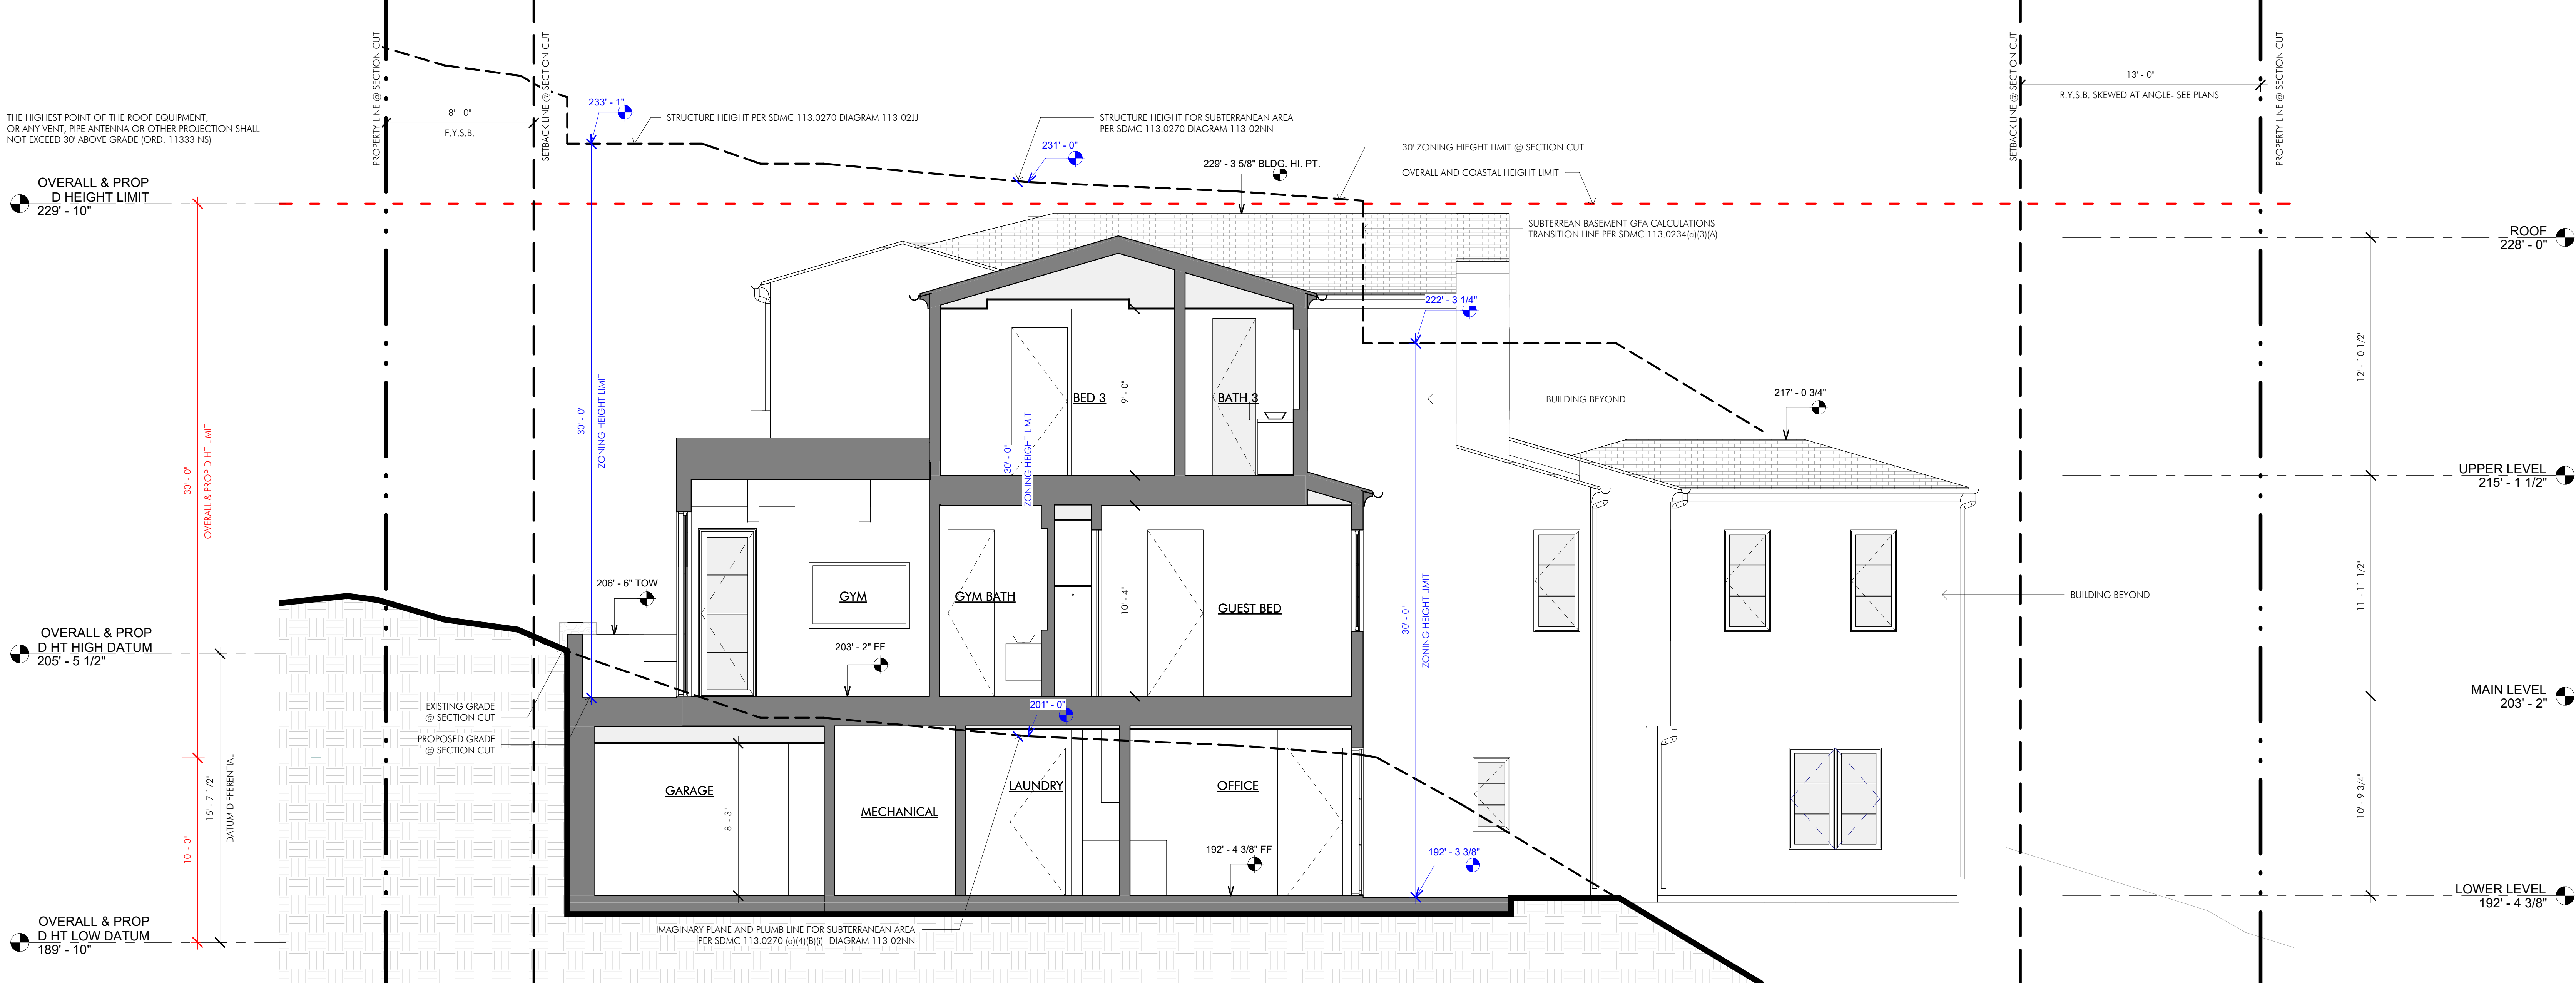 PROPERTY LINE @ SECTION CUT
SETBACK LINE @ SECTION CUT
SETBACK LINE @ SECTION CUT
PROPERTY LINE @ SECTION CUT
13' - 0"
R.Y.S.B. SKEWED AT ANGLE- SEE PLANS
8' - 0"
F.Y.S.B.
THE HIGHEST POINT OF THE ROOF EQUIPMENT,
OR ANY VENT, PIPE ANTENNA OR OTHER PROJECTION SHALL
NOT EXCEED 30' ABOVE GRADE (ORD. 11333 NS)
233' - 1"
STRUCTURE HEIGHT PER SDMC 113.0270 DIAGRAM 113-02JJ
STRUCTURE HEIGHT FOR SUBTERRANEAN AREA
PER SDMC 113.0270 DIAGRAM 113-02NN
231' - 0"
229' - 3 5/8" BLDG. HI. PT.
30' ZONING HIEGHT LIMIT @ SECTION CUT
OVERALL AND COASTAL HEIGHT LIMIT
OVERALL & PROP
D HEIGHT LIMIT
229' - 10"
SUBTERREAN BASEMENT GFA CALCULATIONS
TRANSITION LINE PER SDMC 113.0234(a)(3)(A)
ROOF
228' - 0"
222' - 3 1/4"
12' - 10 1/2"
BED 3
9' - 0"
BATH 3
BUILDING BEYOND
217' - 0 3/4"
30' - 0"
ZONING HEIGHT LIMIT
30' - 0"
ZONING HEIGHT LIMIT
30' - 0"
OVERALL & PROP D HT LIMIT
UPPER LEVEL
215' - 1 1/2"
206' - 6" TOW
GYM
GYM BATH
10' - 4"
GUEST BED
30' - 0"
ZONING HEIGHT LIMIT
11' - 11 1/2"
BUILDING BEYOND
OVERALL & PROP
D HT HIGH DATUM
205' - 5 1/2"
203' - 2" FF
201' - 0"
MAIN LEVEL
203' - 2"
EXISTING GRADE
@ SECTION CUT
PROPOSED GRADE
@ SECTION CUT
15' - 7 1/2"
DATUM DIFFERENTIAL
10' - 0"
GARAGE
8' - 3"
MECHANICAL
LAUNDRY
OFFICE
10' - 9 3/4"
192' - 4 3/8" FF
192' - 3 3/8"
LOWER LEVEL
192' - 4 3/8"
OVERALL & PROP
D HT LOW DATUM
189' - 10"
IMAGINARY PLANE AND PLUMB LINE FOR SUBTERRANEAN AREA
PER SDMC 113.0270 (a)(4)(B)(i)- DIAGRAM 113-02NN